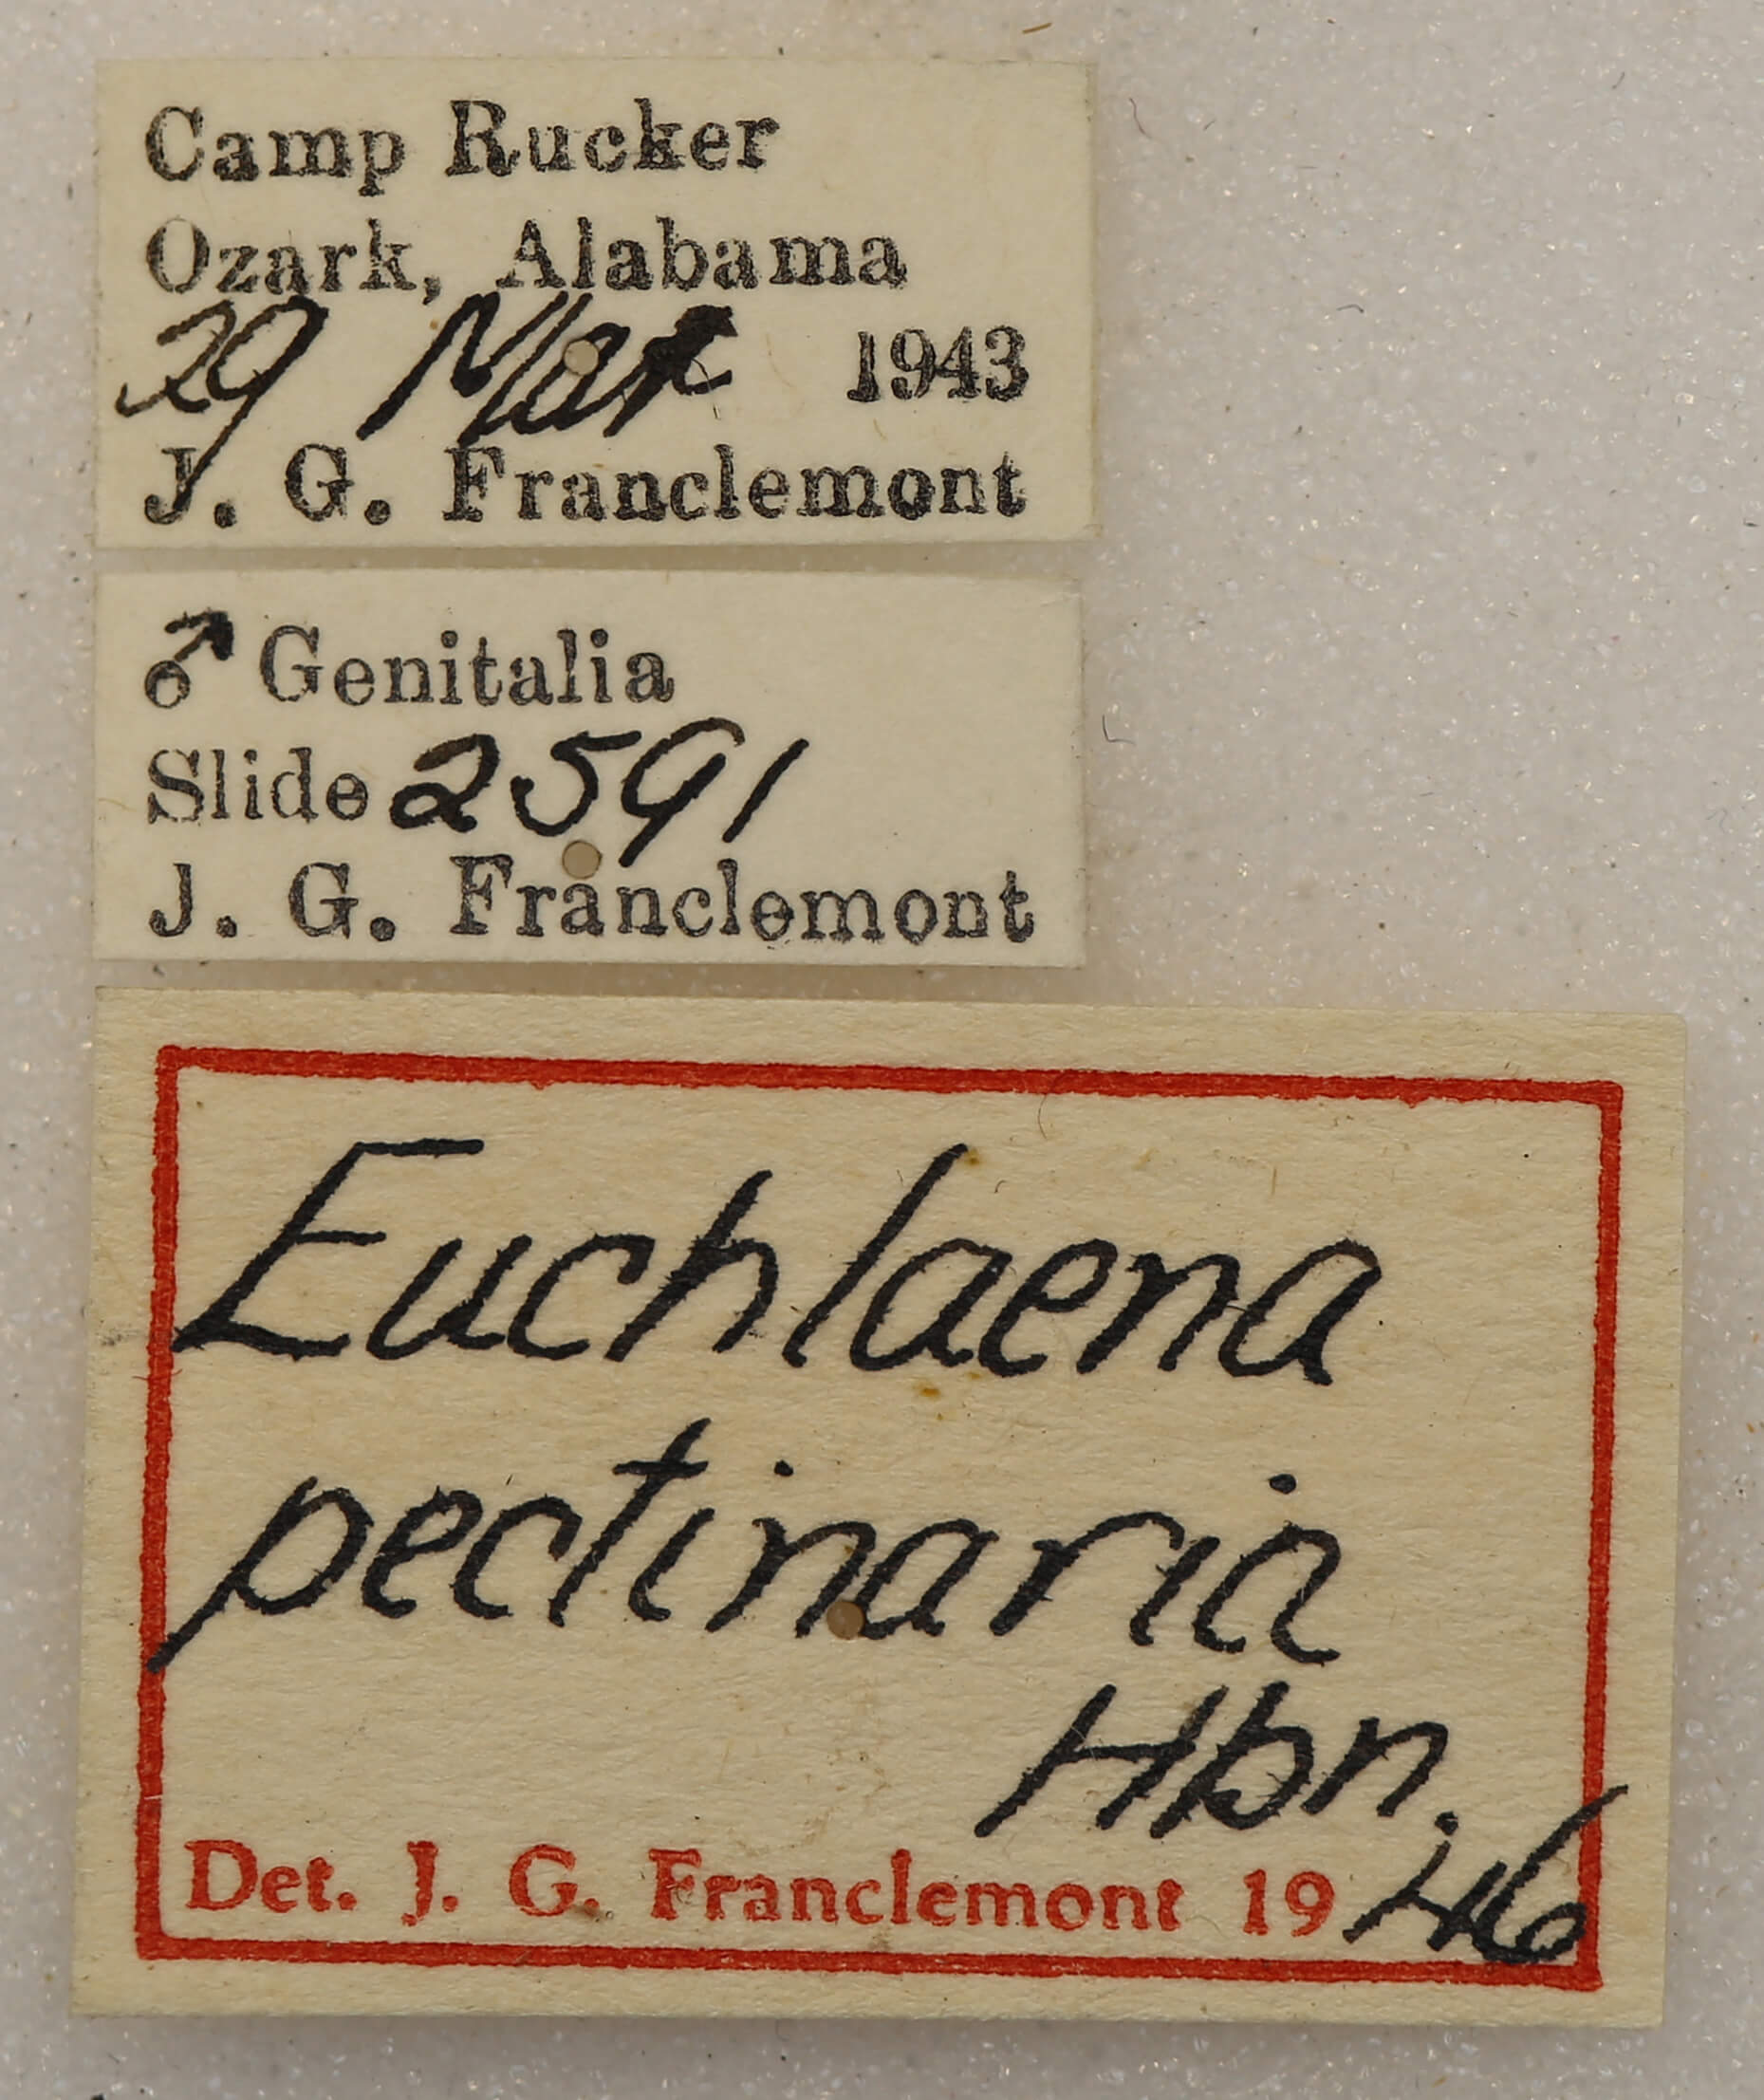 Camp Rucker
Ozark, Alabama
29 Mar 1943
J. G. Franclemont
♂ Genitalia
Slide 2591
J. G. Franclemont
Euchlaena
pectinaria
Hbn.
Det. J. G. Franclemont 1946